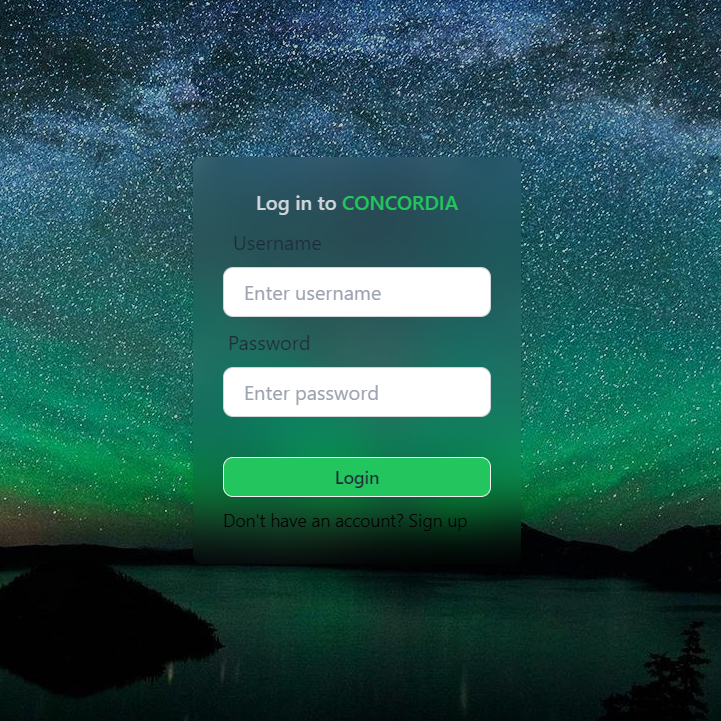 Log in to CONCORDIA
Username
Enter username
Password
Enter password
Login
Don't have an account? Sign up